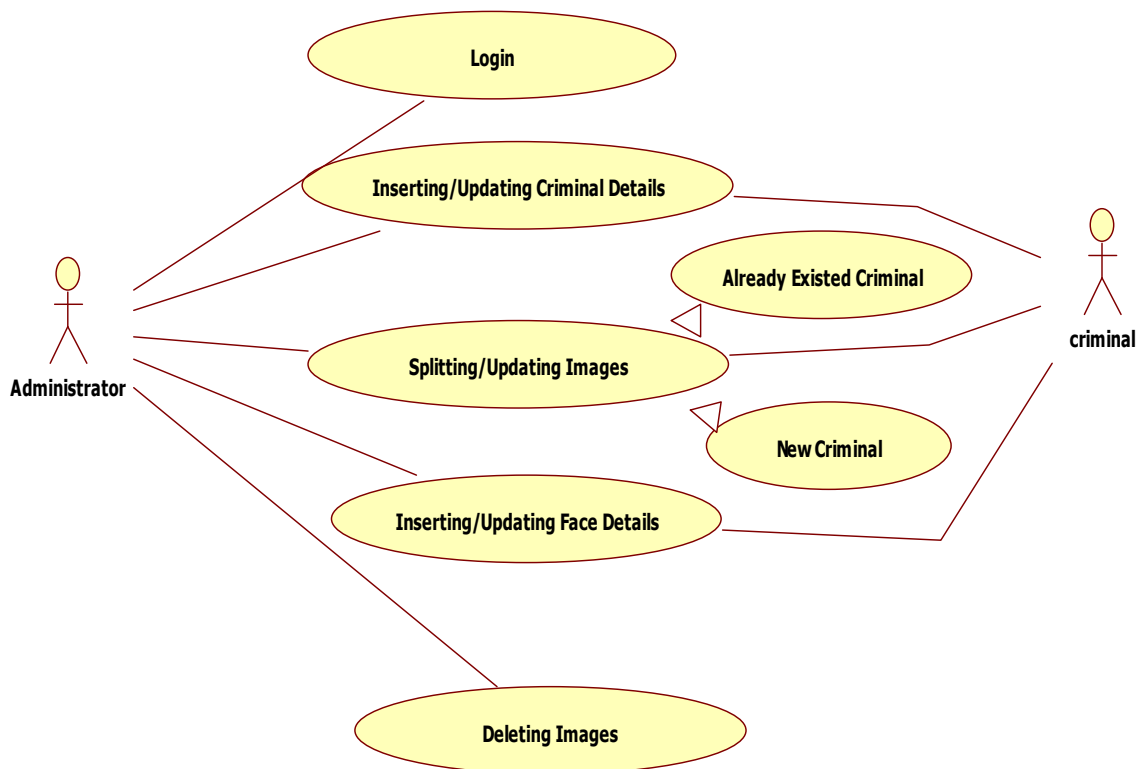 Login
Inserting/Updating Criminal Details
Already Existed Criminal
criminal
Splitting/Updating Images
Administrator
New Criminal
Inserting/Updating Face Details
Deleting Images